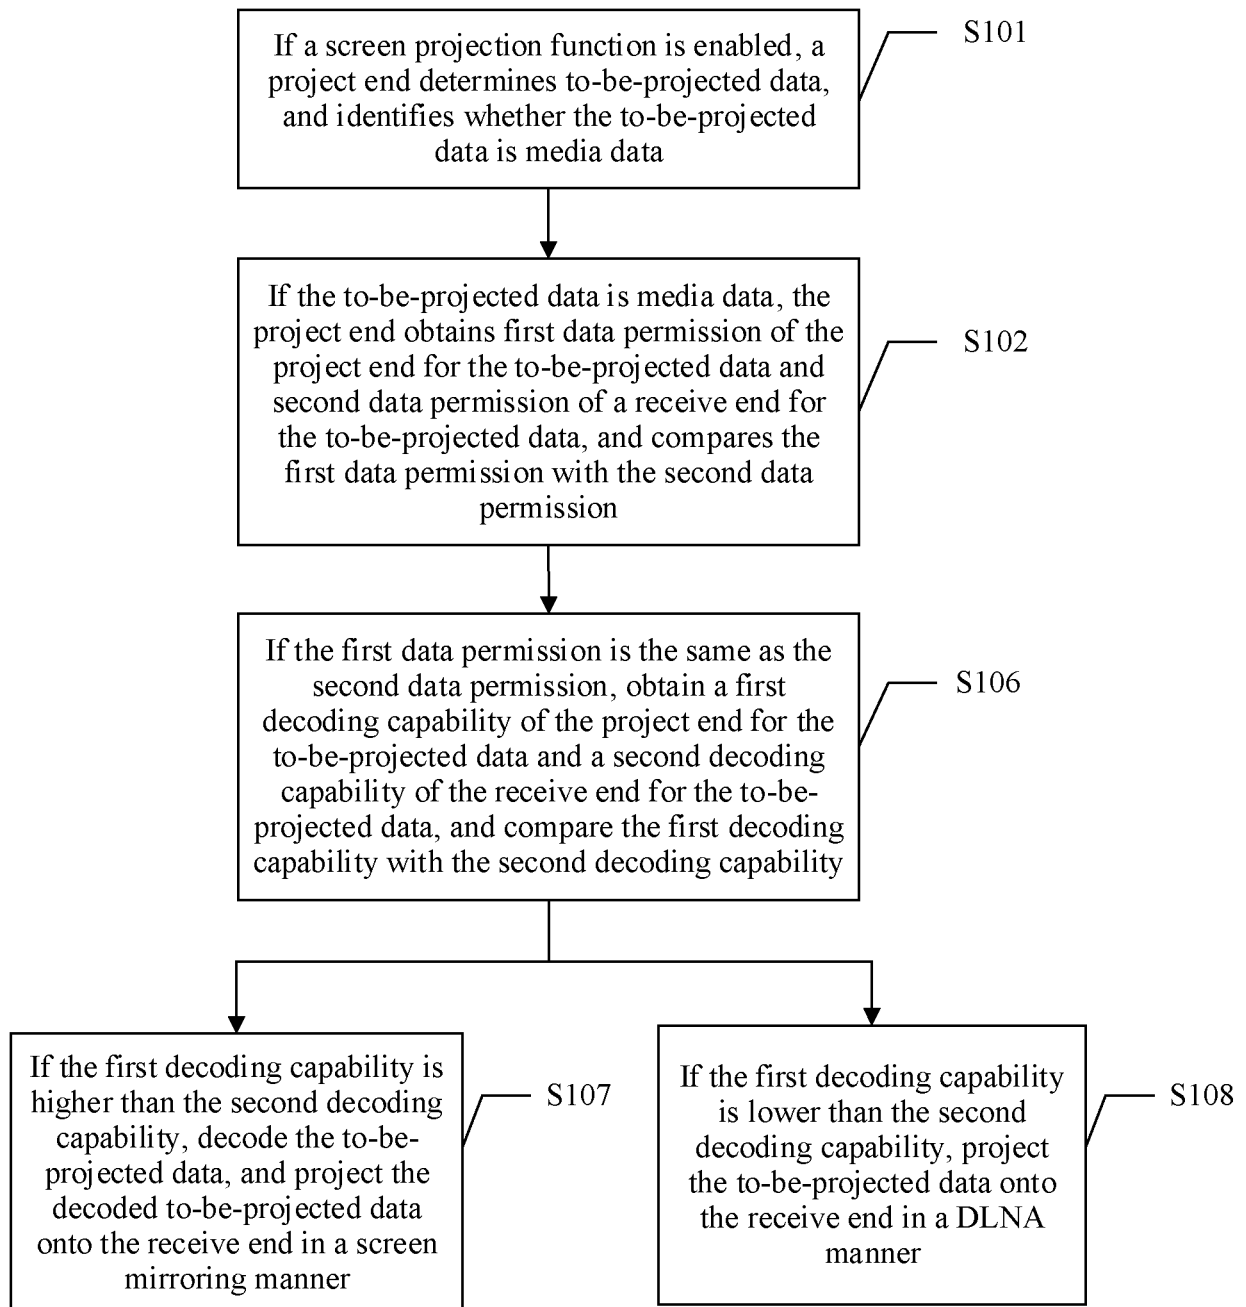 If a screen projection function is enabled, a
project end determines to-be-projected data,
and identifies whether the to-be-projected
data is media data
S101
If the to-be-projected data is media data, the
project end obtains first data permission of the
project end for the to-be-projected data and
second data permission of a receive end for
the to-be-projected data, and compares the
first data permission with the second data
permission
S102
If the first data permission is the same as the
second data permission, obtain a first
decoding capability of the project end for the
to-be-projected data and a second decoding
capability of the receive end for the to-be-
projected data, and compare the first decoding
capability with the second decoding capability
S106
If the first decoding capability is
higher than the second decoding
capability, decode the to-be-
projected data, and project the
decoded to-be-projected data
onto the receive end in a screen
mirroring manner
S107
If the first decoding capability
is lower than the second
decoding capability, project
the to-be-projected data onto
the receive end in a DLNA
manner
S108